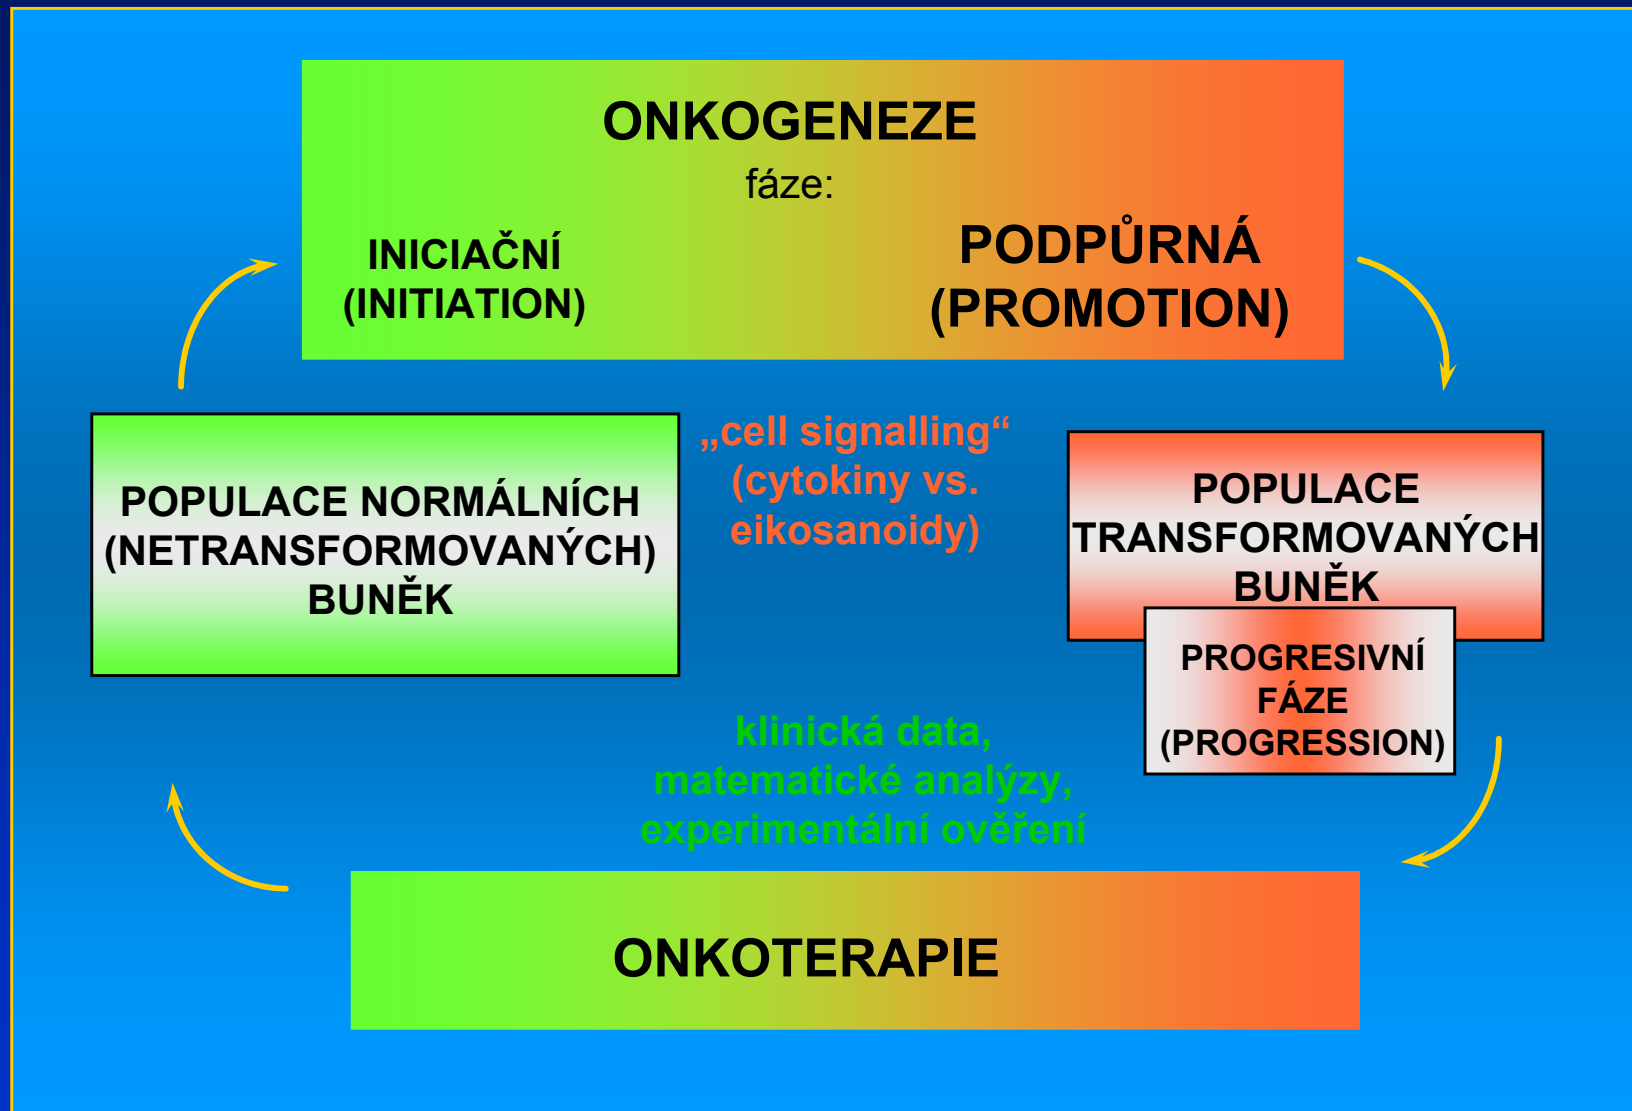 ONKOGENEZE
fáze:
INICIAČNÍ
(INITIATION)
PODPŮRNÁ
(PROMOTION)
POPULACE NORMÁLNÍCH
(NETRANSFORMOVANÝCH)
BUNĚK
„cell signalling“
(cytokiny vs.
eikosanoidy)
POPULACE
TRANSFORMOVANÝCH
BUNĚK
PROGRESIVNÍ
FÁZE
(PROGRESSION)
klinická data,
matematické analýzy,
experimentální ověření
ONKOTERAPIE